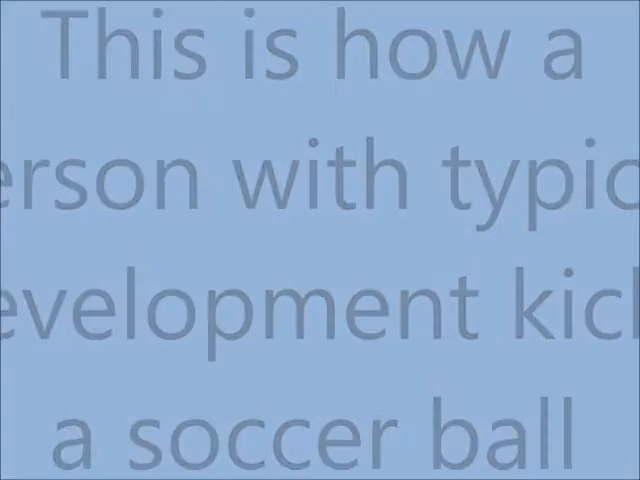 This is how a
erson with typic
evelopment kick
a soccer ball